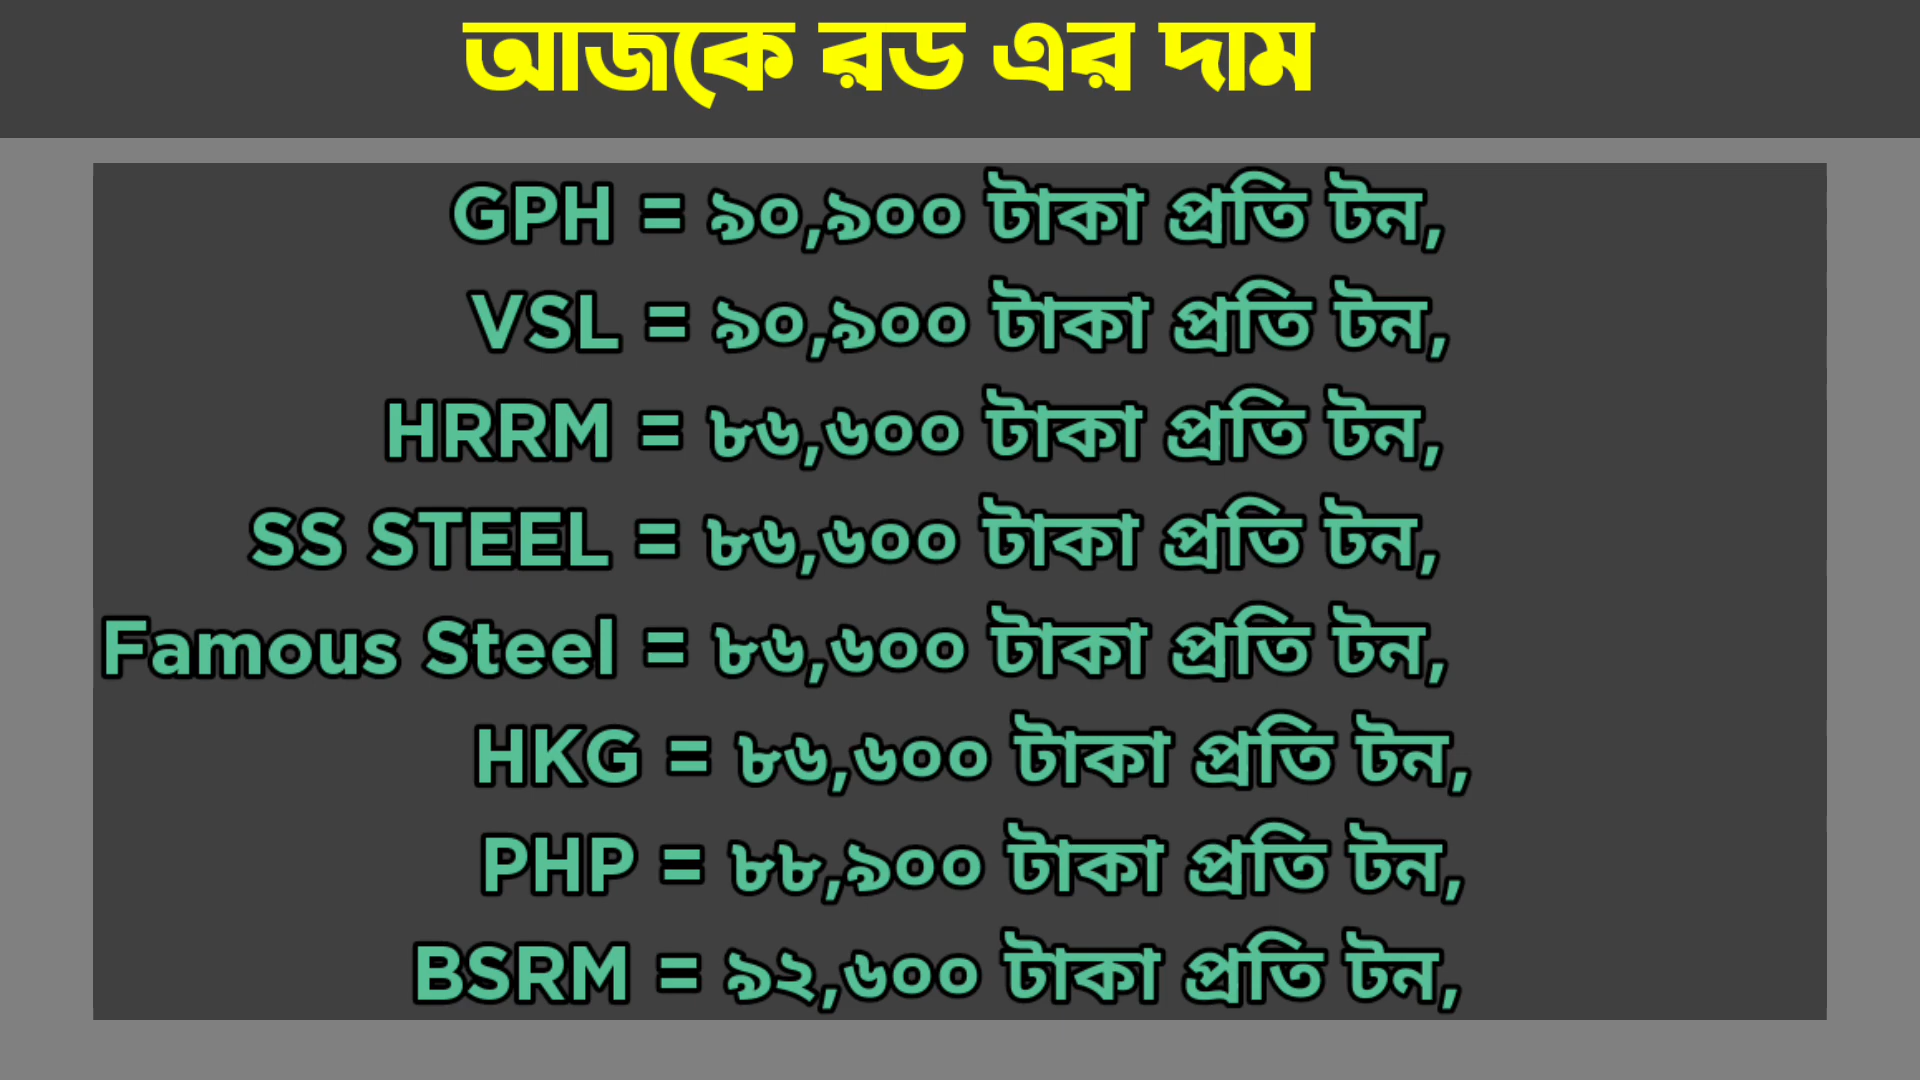 আজকে রড এর দাম
GPH = ৯০,৯০০ টাকা প্রতি টন,
VSL = ৯০,৯০০ টাকা প্রতি টন,
HRRM = ৮৬,৬০০ টাকা প্রতি টন,
SS STEEL = ৮৬,৬০০ টাকা প্রতি টন,
Famous Steel = ৮৬,৬০০ টাকা প্রতি টন,
HKG = ৮৬,৬০০ টাকা প্রতি টন,
PHP = ৮৮,৯০০ টাকা প্রতি টন,
BSRM = ৯২,৬০০ টাকা প্রতি টন,